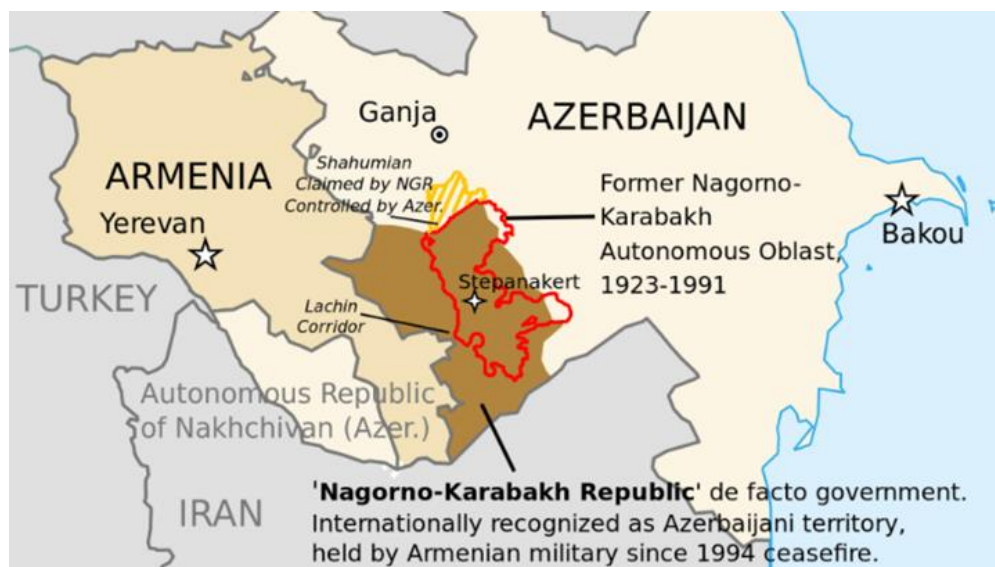 Ganja
AZERBAIJAN
Shahumian
Claimed by NGR
Controlled by Azer.
ARMENIA
Yerevan
Former Nagorno-
Karabakh
Autonomous Oblast,
1923-1991
Bakou
Stepanakert
TURKEY
Lachin
Corridor
Autonomous Republic
of Nakhchivan (Azer.)
IRAN
'Nagorno-Karabakh Republic' de facto government.
Internationally recognized as Azerbaijani territory,
held by Armenian military since 1994 ceasefire.